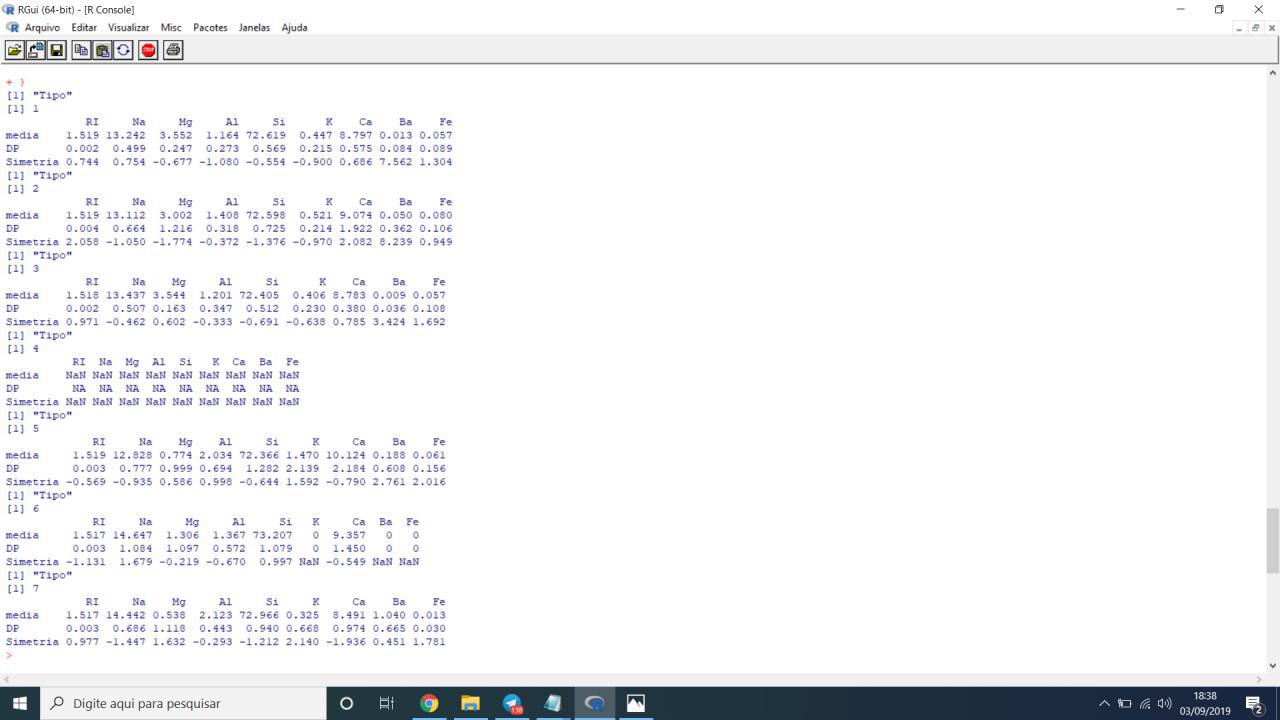 RGui (64-bit) - [R Console]
Arquivo Editar Visualizar Misc Pacotes Janelas Ajuda
STOP
+ }
[1] "Tipo"
[1] 1
RI Na Mg Al Si K Ca Ba Fe
media 1.519 13.242 3.552 1.164 72.619 0.447 8.797 0.013 0.057
DP 0.002 0.499 0.247 0.273 0.569 0.215 0.575 0.084 0.089
Simetria 0.744 0.754 -0.677 -1.080 -0.554 -0.900 0.686 7.562 1.304
[1] "Tipo"
[1] 2
RI Na Mg Al Si K Ca Ba Fe
media 1.519 13.112 3.002 1.408 72.598 0.521 9.074 0.050 0.080
DP 0.004 0.664 1.216 0.318 0.725 0.214 1.922 0.362 0.106
Simetria 2.058 -1.050 -1.774 -0.372 -1.376 -0.970 2.082 8.239 0.949
[1] "Tipo"
[1] 3
RI Na Mg Al Si K Ca Ba Fe
media 1.518 13.437 3.544 1.201 72.405 0.406 8.783 0.009 0.057
DP 0.002 0.507 0.163 0.347 0.512 0.230 0.380 0.036 0.108
Simetria 0.971 -0.462 0.602 -0.333 -0.691 -0.638 0.785 3.424 1.692
[1] "Tipo"
[1] 4
RI Na Mg Al Si K Ca Ba Fe
media NaN NaN NaN NaN NaN NaN NaN NaN NaN
DP NA NA NA NA NA NA NA NA NA
Simetria NaN NaN NaN NaN NaN NaN NaN NaN NaN
[1] "Tipo"
[1] 5
RI Na Mg Al Si K Ca Ba Fe
media 1.519 12.828 0.774 2.034 72.366 1.470 10.124 0.188 0.061
DP 0.003 0.777 0.999 0.694 1.282 2.139 2.184 0.608 0.156
Simetria -0.569 -0.935 0.586 0.998 -0.644 1.592 -0.790 2.761 2.016
[1] "Tipo"
[1] 6
RI Na Mg Al Si K Ca Ba Fe
media 1.517 14.647 1.306 1.367 73.207 0 9.357 0 0
DP 0.003 1.084 1.097 0.572 1.079 0 1.450 0 0
Simetria -1.131 1.679 -0.219 -0.670 0.997 NaN -0.549 NaN NaN
[1] "Tipo"
[1] 7
RI Na Mg Al Si K Ca Ba Fe
media 1.517 14.442 0.538 2.123 72.966 0.325 8.491 1.040 0.013
DP 0.003 0.686 1.118 0.443 0.940 0.668 0.974 0.665 0.030
Simetria 0.977 -1.447 1.632 -0.293 -1.212 2.140 -1.936 0.451 1.781
>
Digite aqui para pesquisar
138
18:38
03/09/2019
2